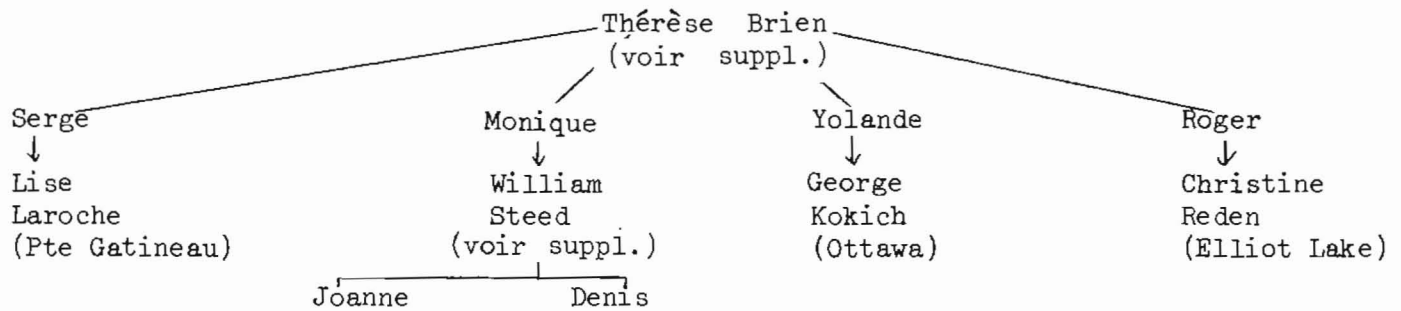 Thérèse Brien
(voir suppl.)
Serge
Monique
Yolande
Roger
Lise
Laroche
(Pte Gatineau)
William
Steed
(voir suppl.)
George
Kokich
(Ottawa)
Christine
Reden
(Elliot Lake)
Joanne
Denis